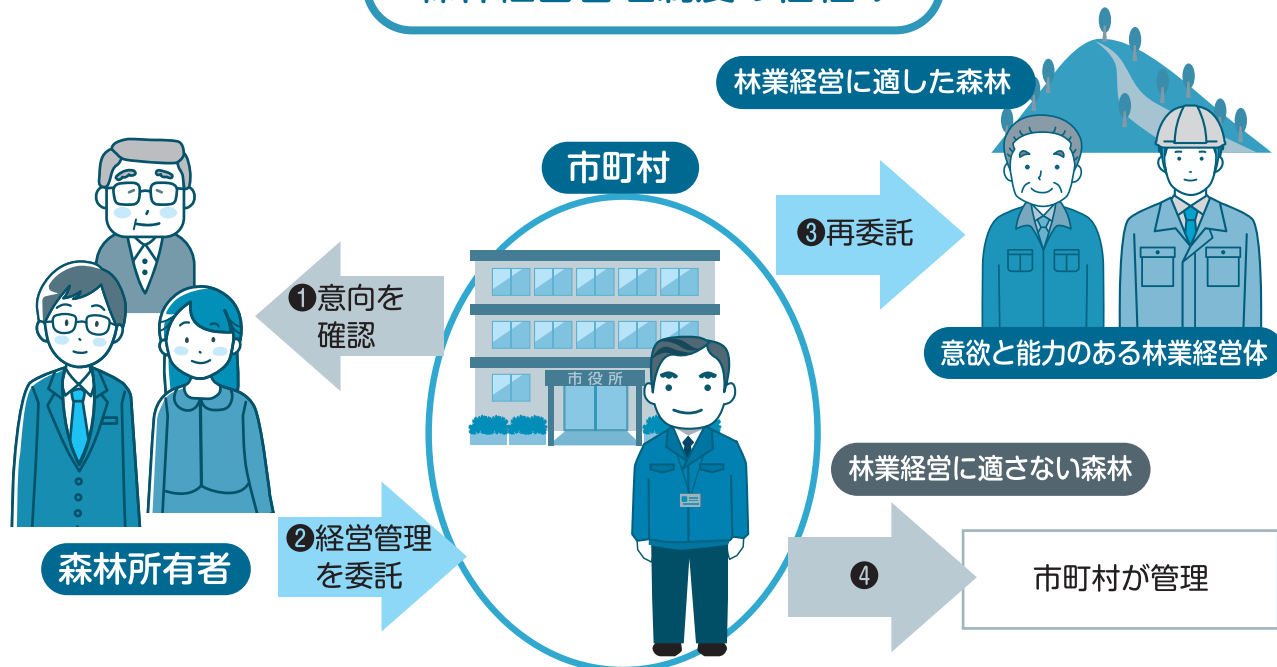 林業経営に適した森林
市町村
❸再委託
❶意向を
確認
意欲と能力のある林業経営体
市役所
林業経営に適さない森林
❷経営管理
を委託
森林所有者
❹
市町村が管理